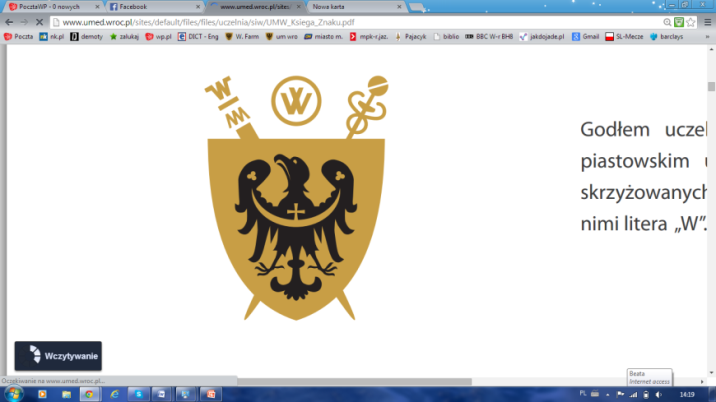 PocztaWP - 0 nowych
Facebook
www.umed.wroc.pl/sites/
Nowa karta
www.umed.wroc.pl/sites/default/files/files/uczelnia/siw/UMW_Ksiega_Znaku.pdf
Poczta nk.pl demoty zalukaj wp.pl DICT - Eng. W. Farm um wro miasto m. mpk-r.jaz. Pajacyk biblio BBC W-r BHB jakdojade.pl Gmail SL-Mecze barclays
W
W
Godłem uczel
piastowskim u
skrzyżowanych
nimi litera „W”.
Wczytywanie
Oczekiwanie na www.umed.wroc.pl...
Beata
Internet access
PL
14:19